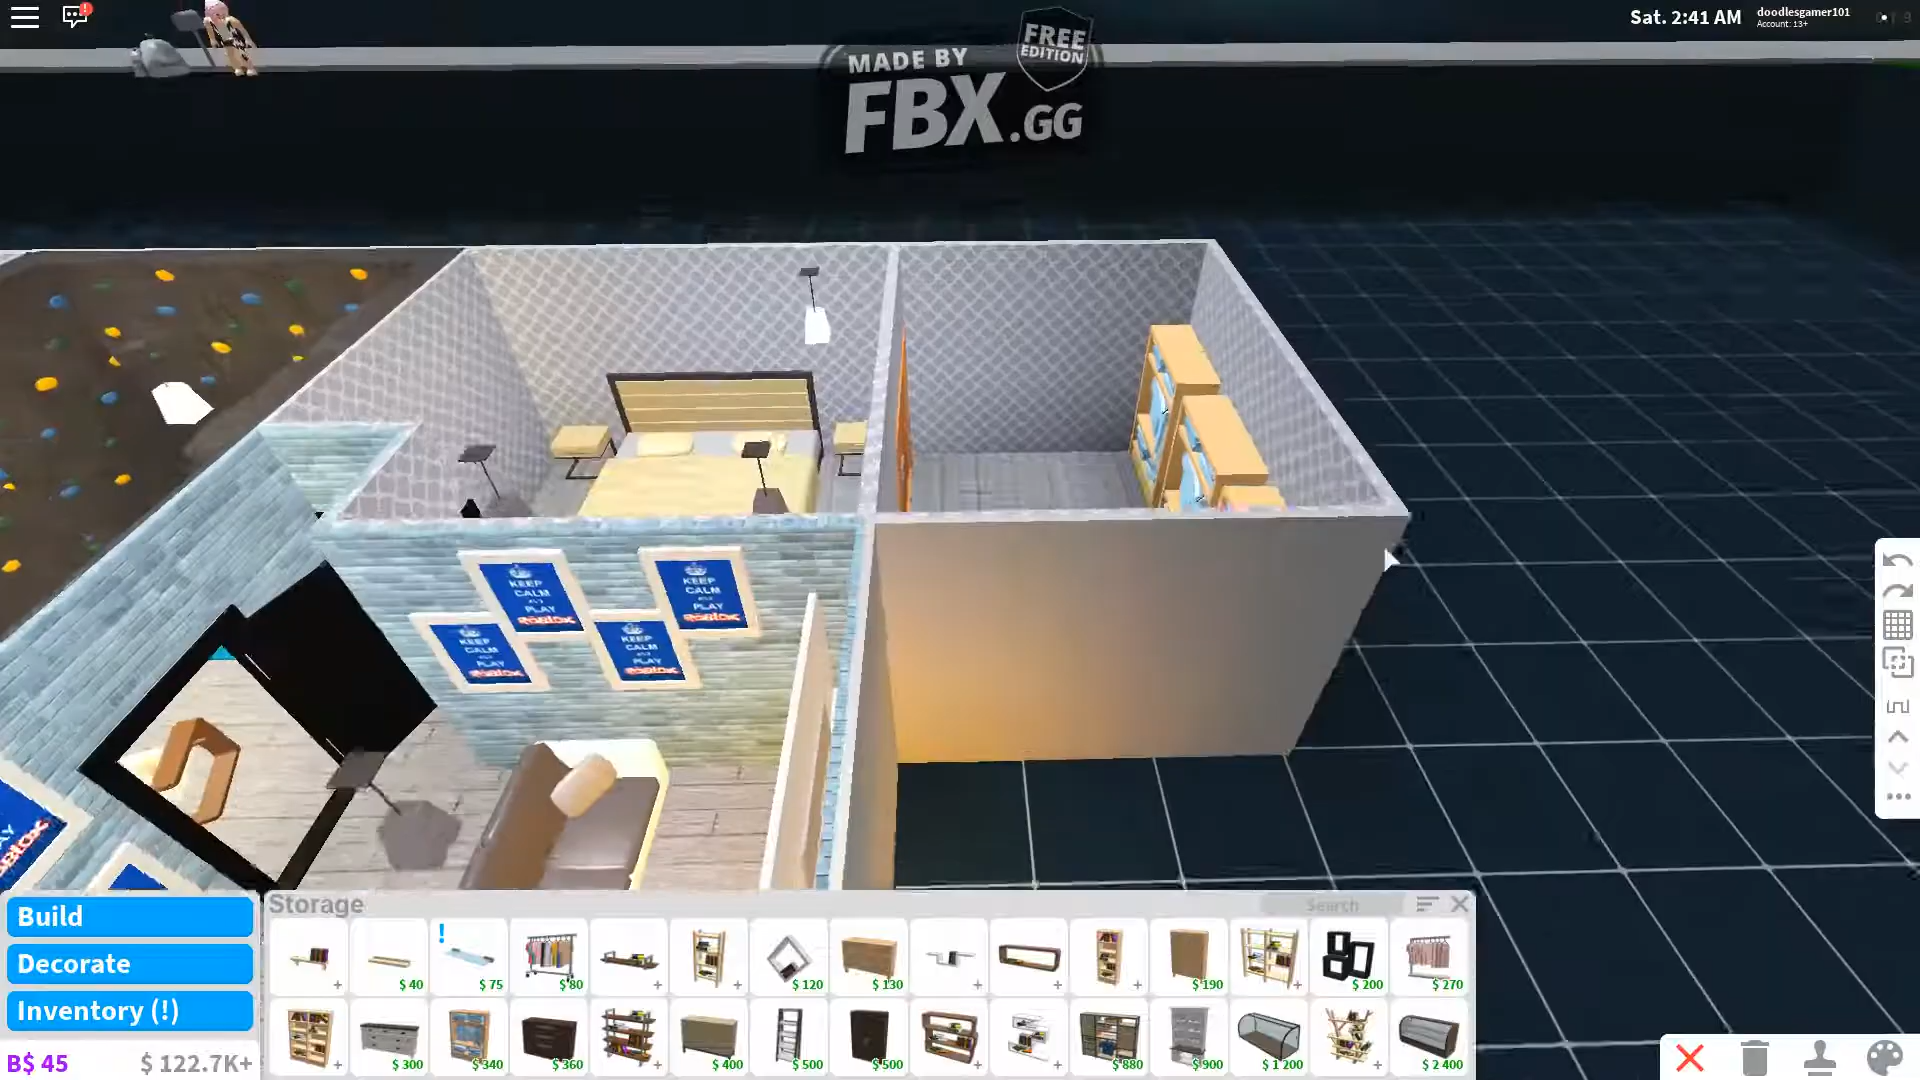 Sat. 2:41 AM
doodlesgamer101
Account: 13+
MADE BY
FREE
EDITION
FBX.GG
KEEP
CALM
AND
PLAY
ROBLOX
KEEP
CALM
AND
PLAY
ROBLOX
KEEP
CALM
AND
PLAY
ROBLOX
KEEP
CALM
AND
PLAY
ROBLOX
Build
Decorate
Inventory (!)
B$ 45
$ 122.7K+
Storage
Search
! 
$ 40
$ 75
$80
$ 120
$ 130
$190
$ 200
$270
$ 300
$340
$360
$ 400
$500
$500
$880
$900
$ 1 200
$ 2 400